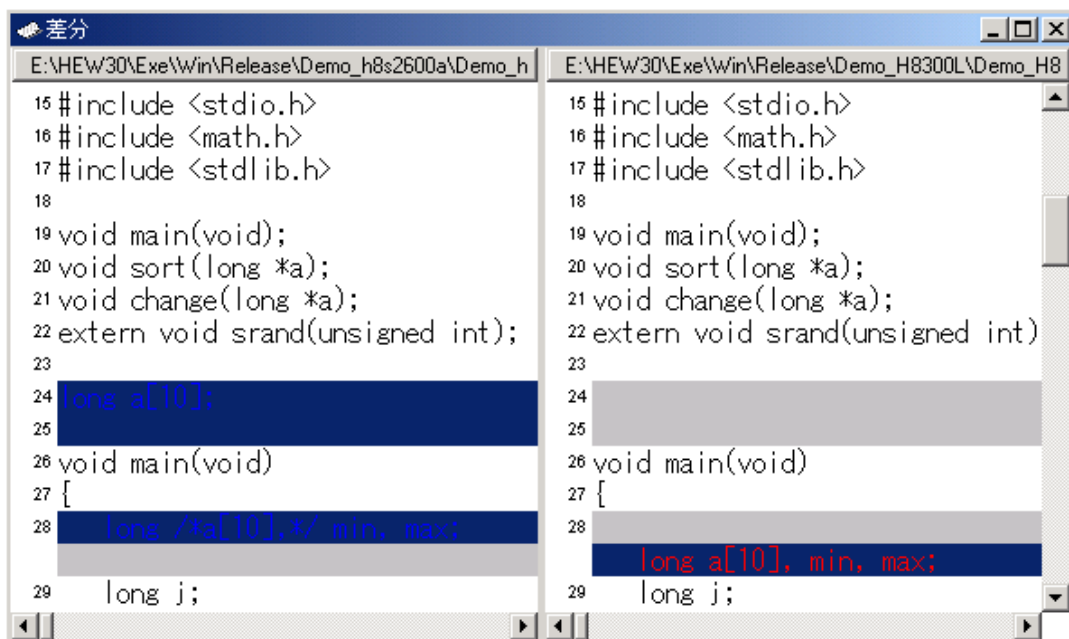 差分
E:\HEW30\Exe\Win\Release\Demo_h8s2600a\Demo_h
15 #include <stdio.h>
16 #include <math.h>
17 #include <stdlib.h>
18
19 void main(void);
20 void sort(long *a);
21 void change(long *a);
22 extern void srand(unsigned int);
23
24 long a[10];
25
26 void main(void)
27 {
28 long /*a[10],*/ min, max;
29 long j;
E:\HEW30\Exe\Win\Release\Demo_H8300L\Demo_H8
15 #include <stdio.h>
16 #include <math.h>
17 #include <stdlib.h>
18
19 void main(void);
20 void sort(long *a);
21 void change(long *a);
22 extern void srand(unsigned int)
23
24
25
26 void main(void)
27 {
28
long a[10], min, max;
29 long j;